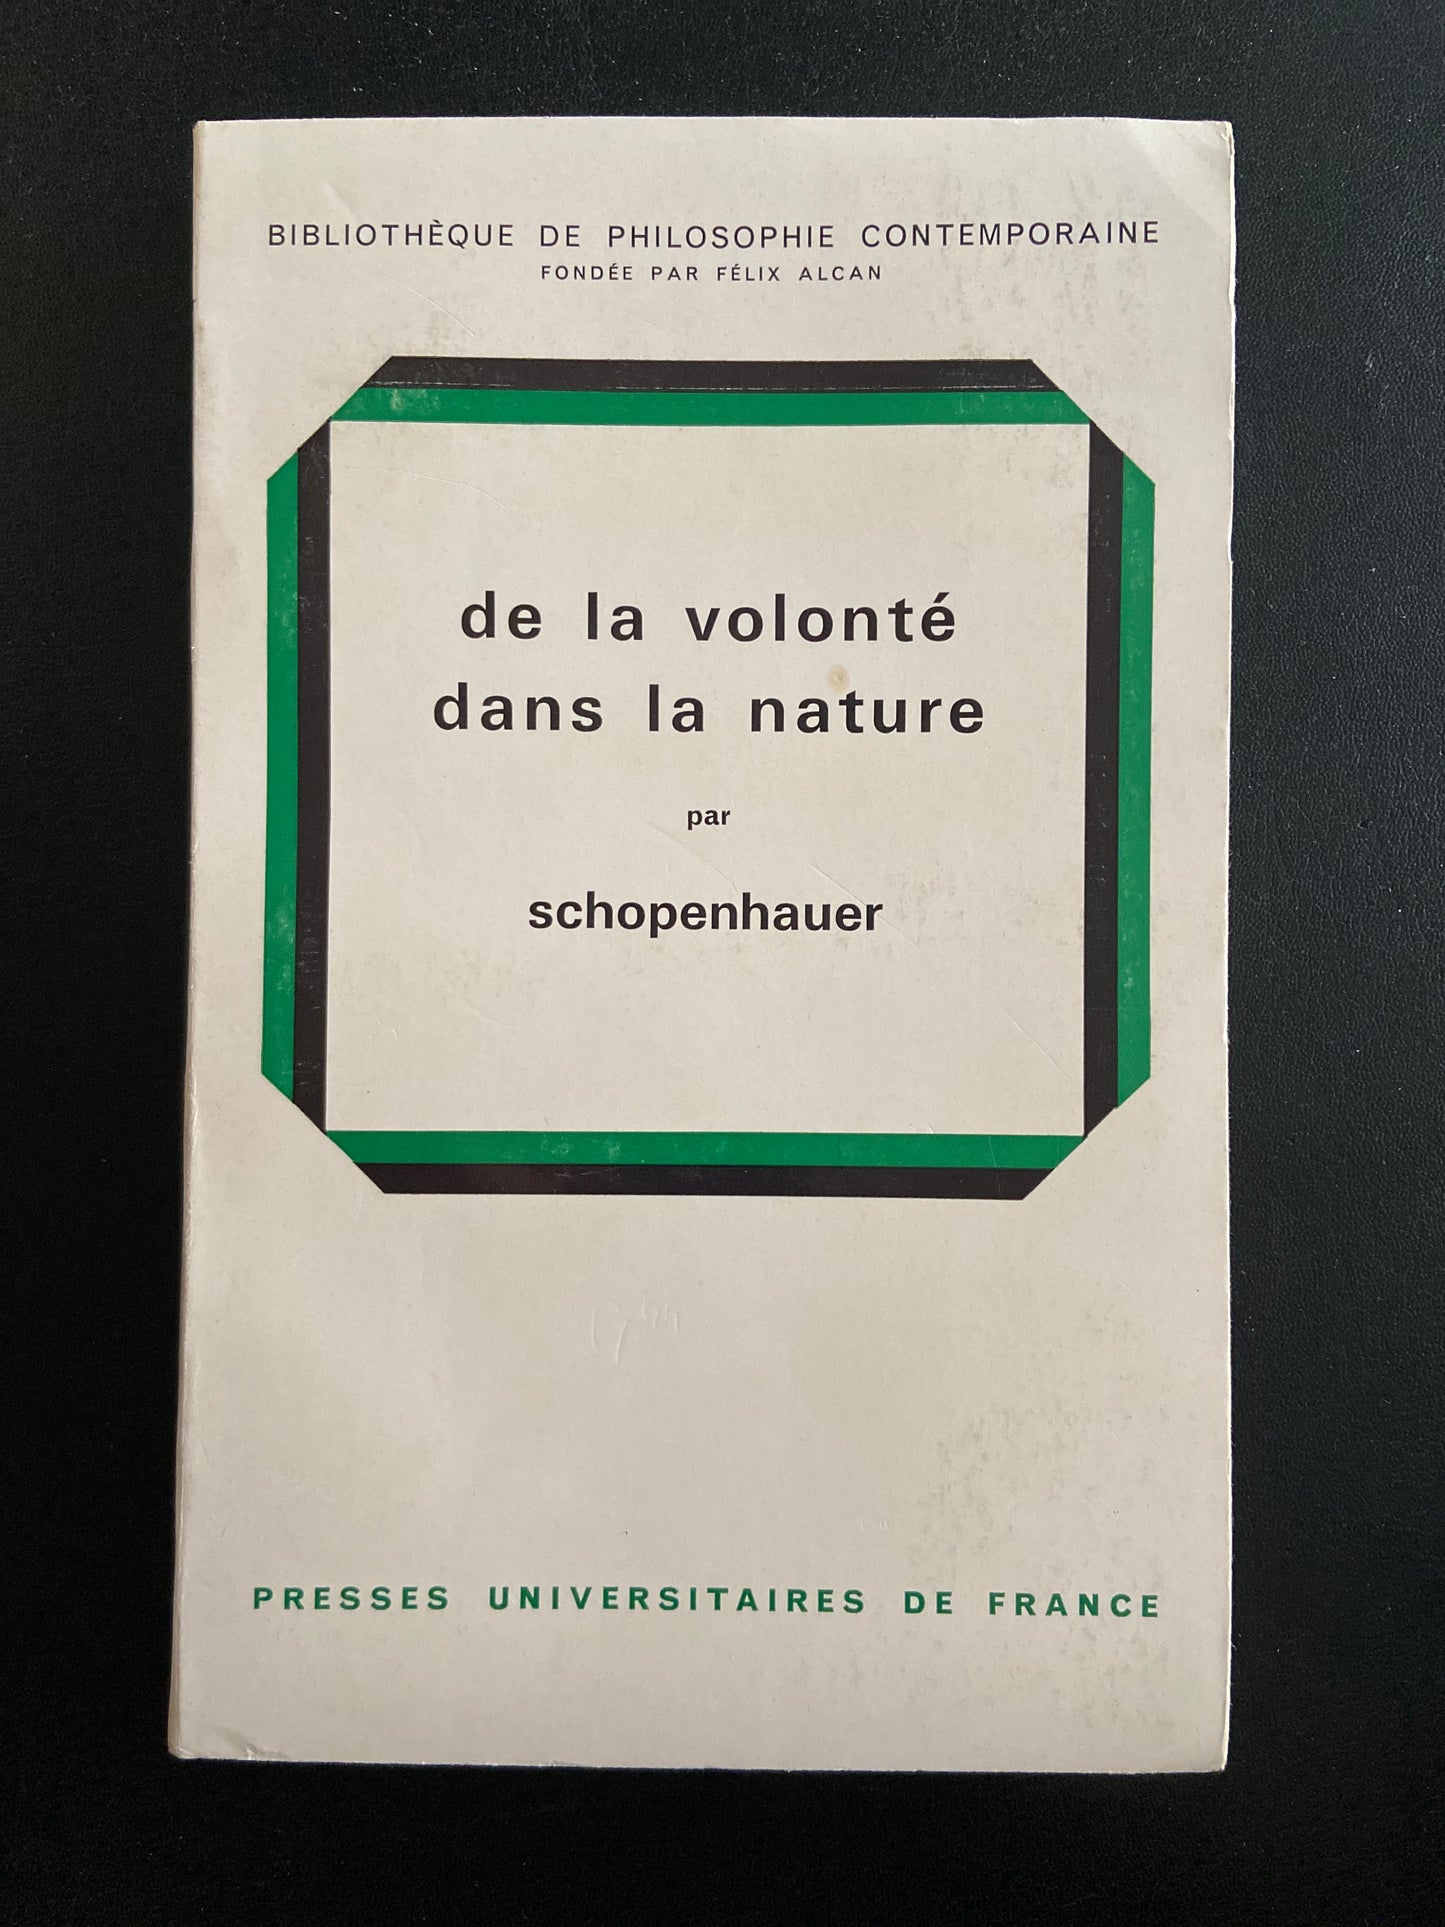 BIBLIOTHÈQUE DE PHILOSOPHIE CONTEMPORAINE
FONDÉE PAR FÉLIX ALCAN
de la volonté
dans la nature
par
schopenhauer
PRESSES UNIVERSITAIRES DE FRANCE